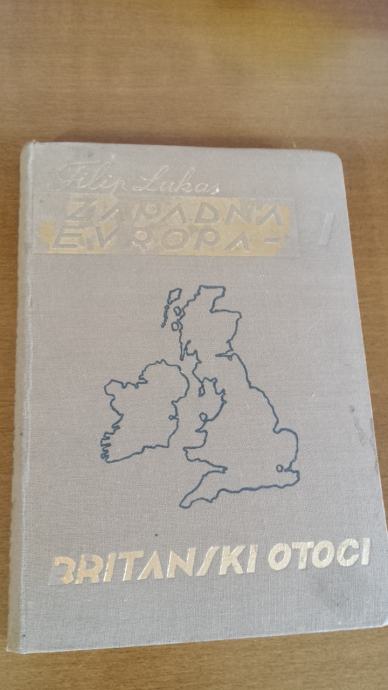 Filip Lukas
ZAPADNA
EVROPA- I
BRITANSKI OTOCI